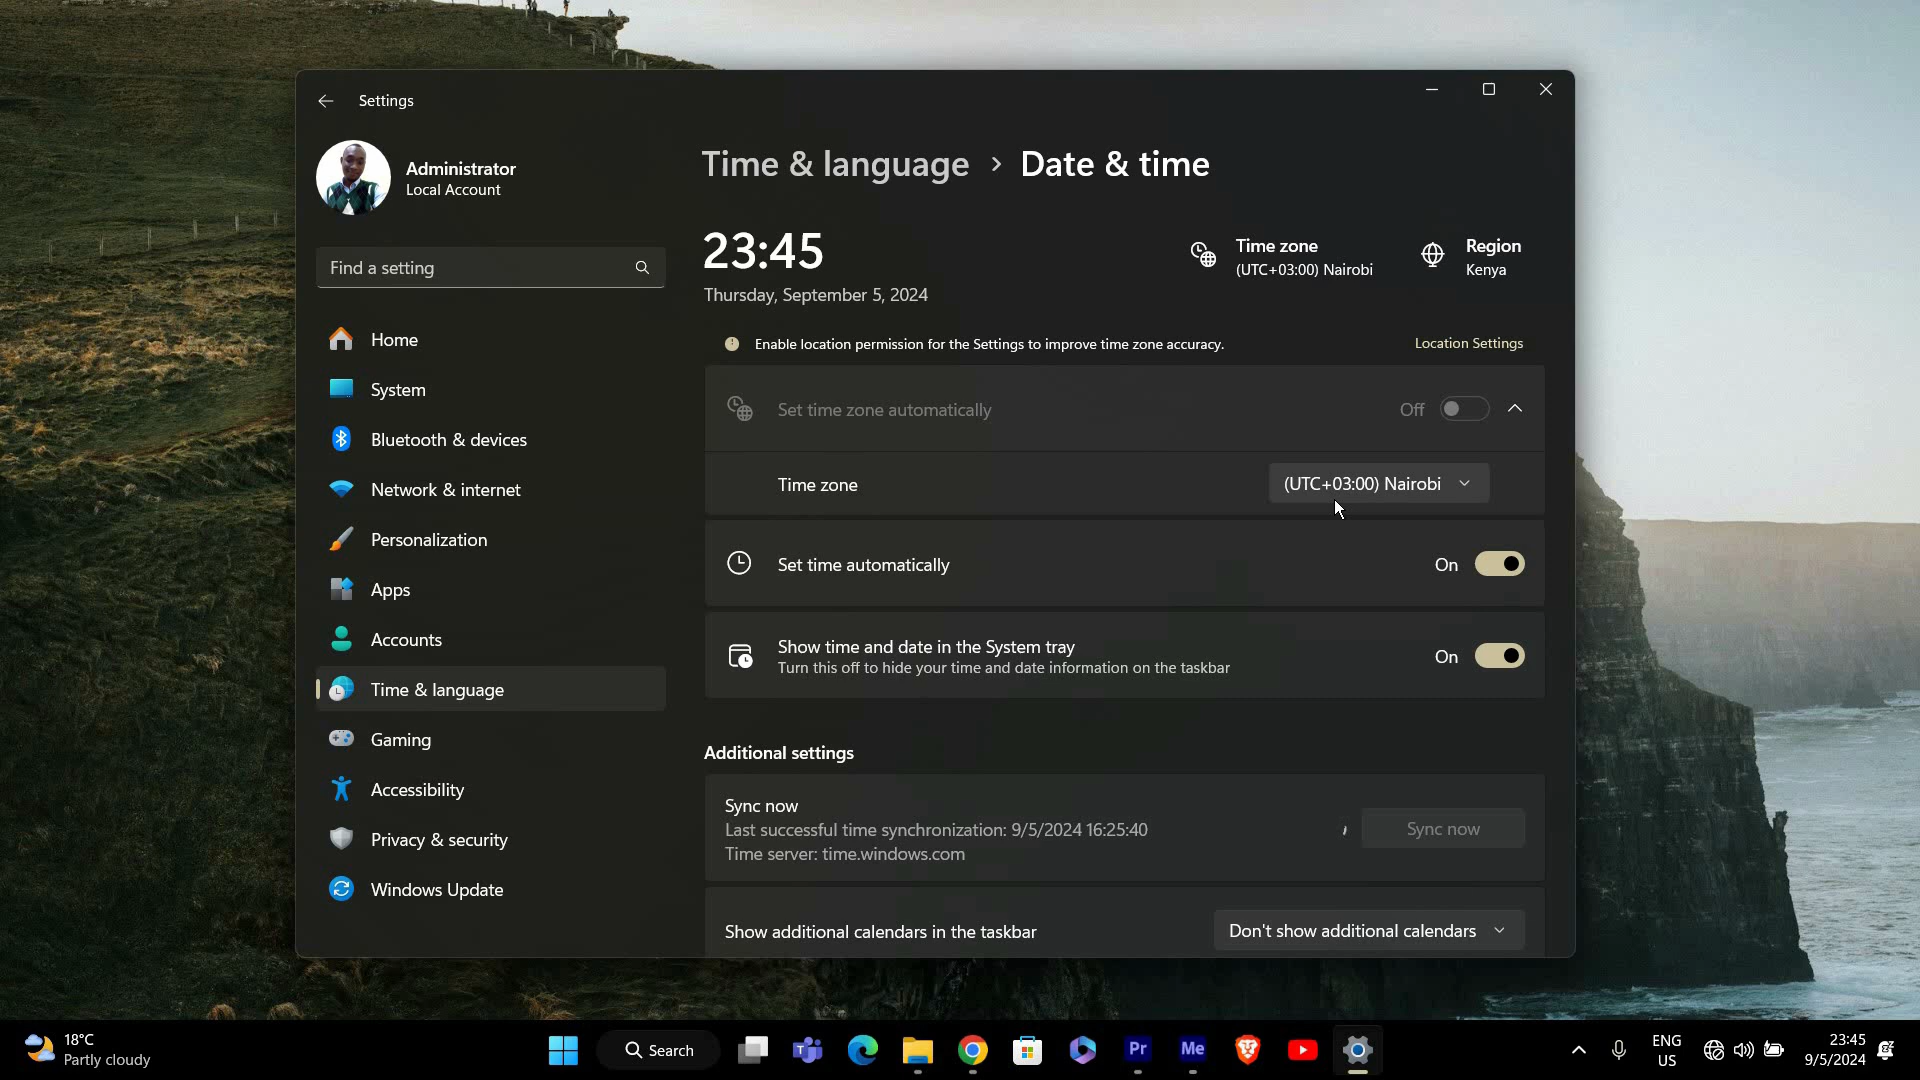 Settings
Administrator
Local Account
Find a setting
Home
System
Bluetooth & devices
Network & internet
Personalization
Apps
Accounts
Time & language
Gaming
Accessibility
Privacy & security
Windows Update
Time & language › Date & time
23:45
Thursday, September 5, 2024
Time zone
(UTC+03:00) Nairobi
Region
Kenya
Enable location permission for the Settings to improve time zone accuracy.
Location Settings
Set time zone automatically
Off
Time zone
(UTC+03:00) Nairobi
Set time automatically
On
Show time and date in the System tray
Turn this off to hide your time and date information on the taskbar
On
Additional settings
Sync now
Last successful time synchronization: 9/5/2024 16:25:40
Time server: time.windows.com
Sync now
Show additional calendars in the taskbar
Don't show additional calendars
18°C
Partly cloudy
Search
Pr
Me
ENG
US
23:45
9/5/2024